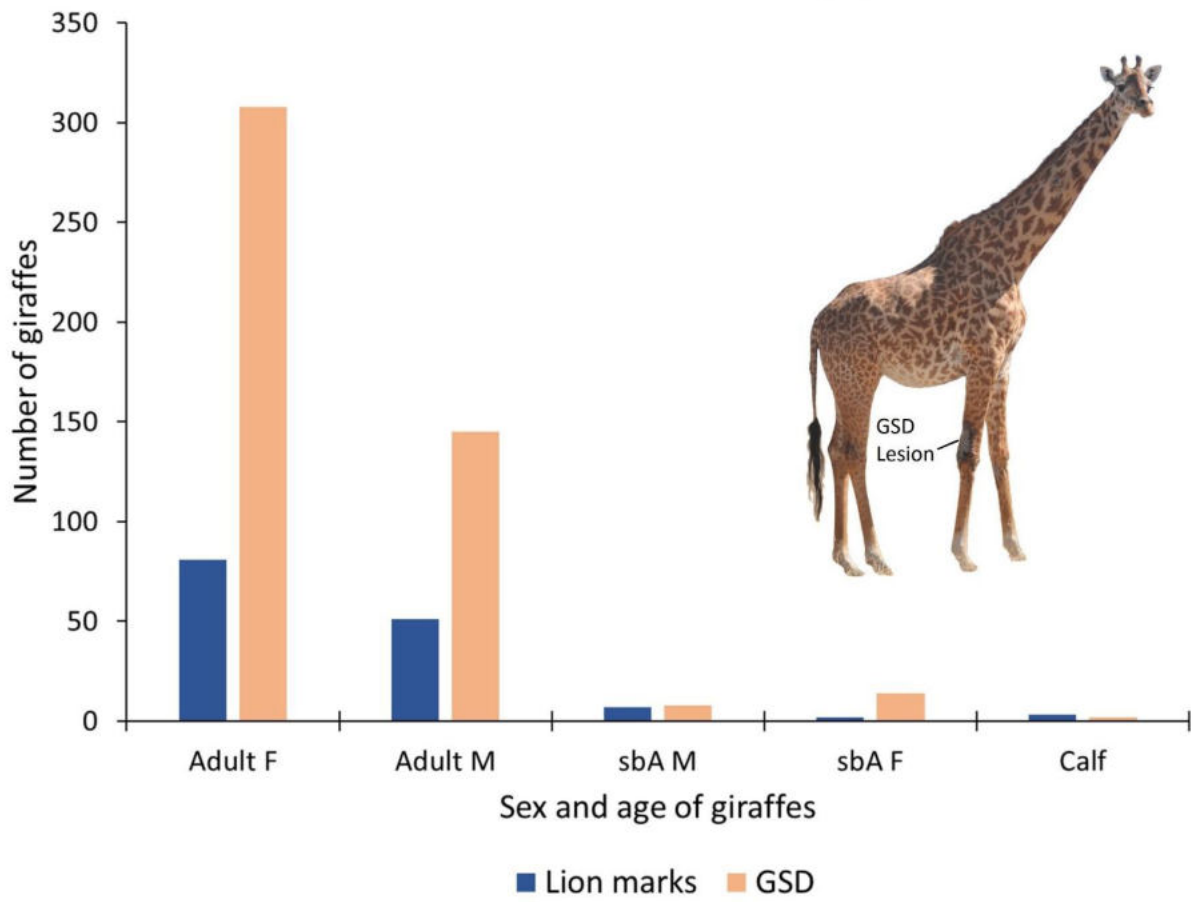 350
300
250
200
150
100
50
0
Number of giraffes
GSD
Lesion
Adult F
Adult M
sbA M
sbA F
Calf
Sex and age of giraffes
Lion marks
GSD